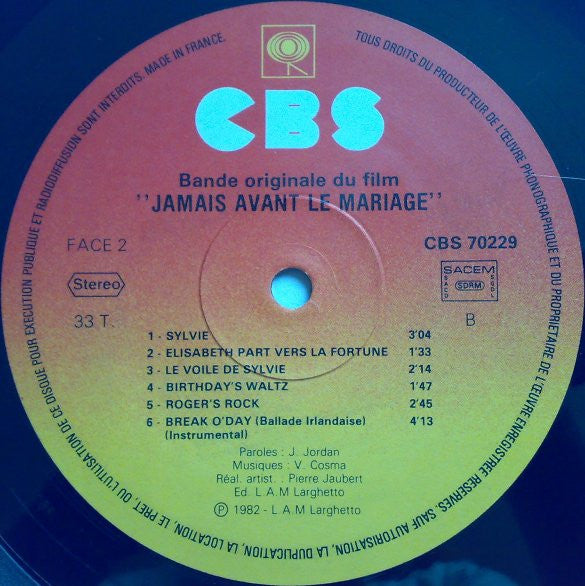 CBS
Bande originale du film
"JAMAIS AVANT LE MARIAGE"
FACE 2
CBS 70229
Stereo
SACEM
SACD
SDRM
SGDL
33 T.
B
1 - SYLVIE 3'04
2 - ELISABETH PART VERS LA FORTUNE 1'33
3 - LE VOILE DE SYLVIE 2'14
4 - BIRTHDAY'S WALTZ 1'47
5 - ROGER'S ROCK 2'45
6 - BREAK O'DAY (Ballade Irlandaise) 4'13
(Instrumental)
Paroles : J. Jordan
Musiques : V. Cosma
Réal. artist. : Pierre Jaubert
Ed. L A M Larghetto
Ⓟ 1982 - L A M Larghetto
TOUS DROITS DU PRODUCTEUR DE L'ŒUVRE PHONOGRAPHIQUE ET DU PROPRIETAIRE DE L'ŒUVRE ENREGISTREE RESERVES. SAUF AUTORISATION, LA DUPLICATION, LA LOCATION, LE PRET, OU L'UTILISATION DE CE DISQUE POUR EXECUTION PUBLIQUE ET RADIODIFFUSION SONT INTERDITS. MADE IN FRANCE.